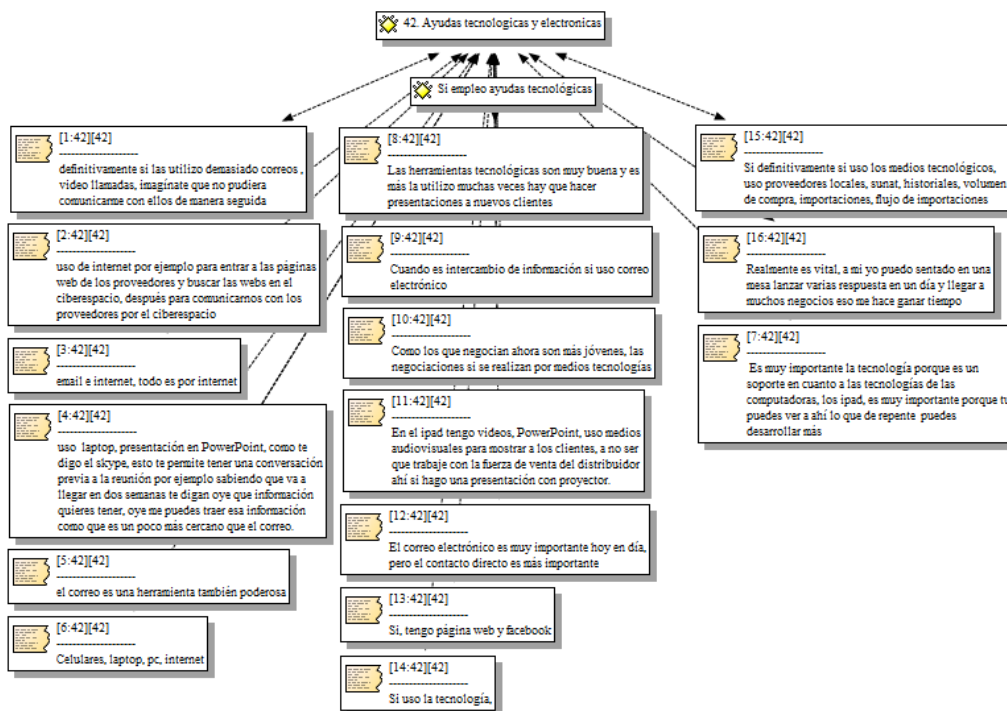 42. Ayudas tecnologicas y electronicas
Si empleo ayudas tecnológicas
[1:42][42]
--------------------
definitivamente si las utilizo demasiado correos ,
video llamadas, imagínate que no pudiera
comunicarme con ellos de manera seguida
[2:42][42]
--------------------
uso de internet por ejemplo para entrar a las páginas
web de los proveedores y buscar las webs en el
ciberespacio, después para comunicarnos con los
proveedores por el ciberespacio
[3:42][42]
--------------------
email e internet, todo es por internet
[4:42][42]
--------------------
uso laptop, presentación en PowerPoint, como te
digo el skype, esto te permite tener una conversación
previa a la reunión por ejemplo sabiendo que va a
llegar en dos semanas te digan oye que información
quieres tener, oye me puedes traer esa información
como que es un poco más cercano que el correo.
[5:42][42]
--------------------
el correo es una herramienta también poderosa
[6:42][42]
--------------------
Celulares, laptop, pc, internet
[8:42][42]
--------------------
Las herramientas tecnológicas son muy buena y es
más la utilizo muchas veces hay que hacer
presentaciones a nuevos clientes
[9:42][42]
--------------------
Cuando es intercambio de información si uso correo
electrónico
[10:42][42]
--------------------
Como los que negocian ahora son más jóvenes, las
negociaciones si se realizan por medios tecnologías
[11:42][42]
--------------------
En el ipad tengo videos, PowerPoint, uso medios
audiovisuales para mostrar a los clientes, a no ser
que trabaje con la fuerza de venta del distribuidor
ahí si hago una presentación con proyector.
[12:42][42]
--------------------
El correo electrónico es muy importante hoy en día,
pero el contacto directo es más importante
[13:42][42]
--------------------
Si, tengo página web y facebook
[14:42][42]
--------------------
Si uso la tecnología,
[15:42][42]
--------------------
Si definitivamente si uso los medios tecnológicos,
uso proveedores locales, sunat, historiales, volumen
de compra, importaciones, flujo de importaciones
[16:42][42]
--------------------
Realmente es vital, a mi yo puedo sentado en una
mesa lanzar varias respuesta en un día y llegar a
muchos negocios eso me hace ganar tiempo
[7:42][42]
--------------------
Es muy importante la tecnología porque es un
soporte en cuanto a las tecnologías de las
computadoras, los ipad, es muy importante porque tu
puedes ver a ahí lo que de repente puedes
desarrollar más